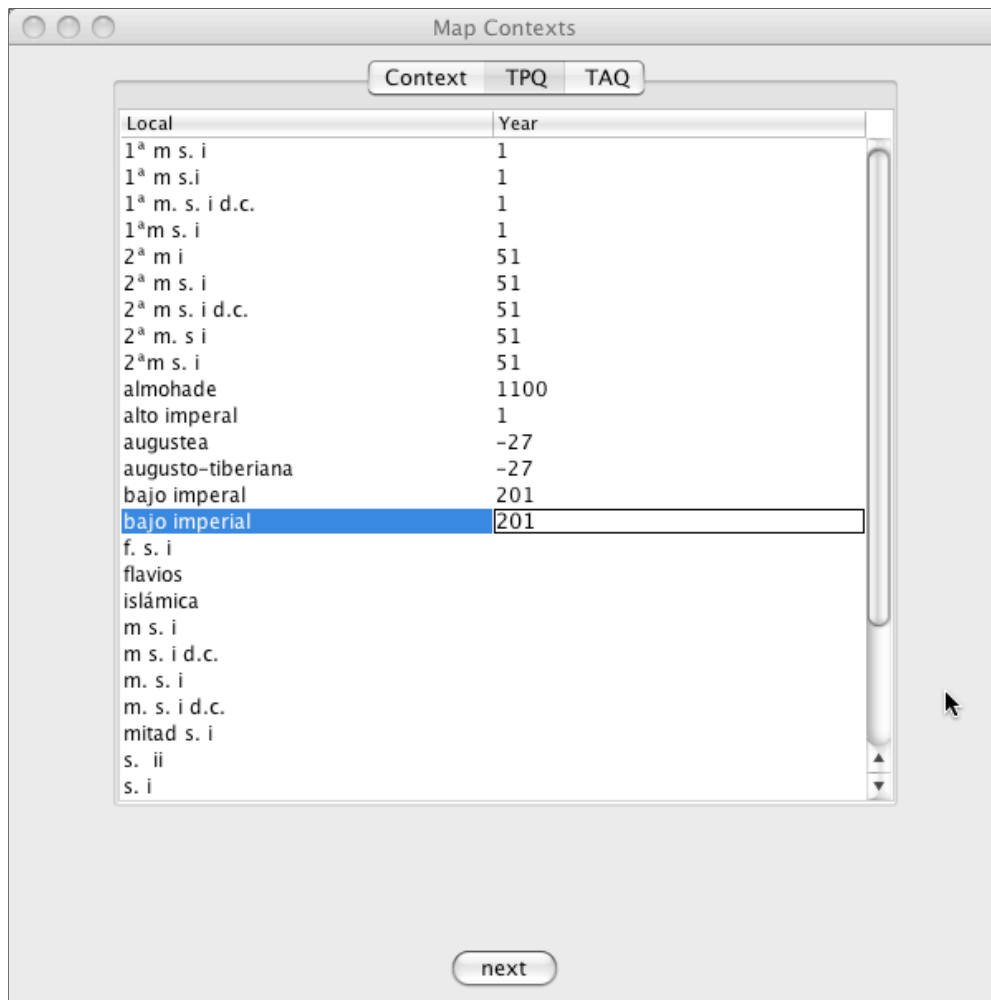 Map Contexts
Context TPQ TAQ
Local Year
1ª m s. i 1
1ª m s.i 1
1ª m. s. i d.c. 1
1ªm s. i 1
2ª m i 51
2ª m s. i 51
2ª m s. i d.c. 51
2ª m. s i 51
2ªm s. i 51
almohade 1100
alto imperal 1
augustea -27
augusto-tiberiana -27
bajo imperal 201
bajo imperial 201
f. s. i
flavios
islámica
m s. i
m s. i d.c.
m. s. i
m. s. i d.c.
mitad s. i
s.  ii
s. i
next